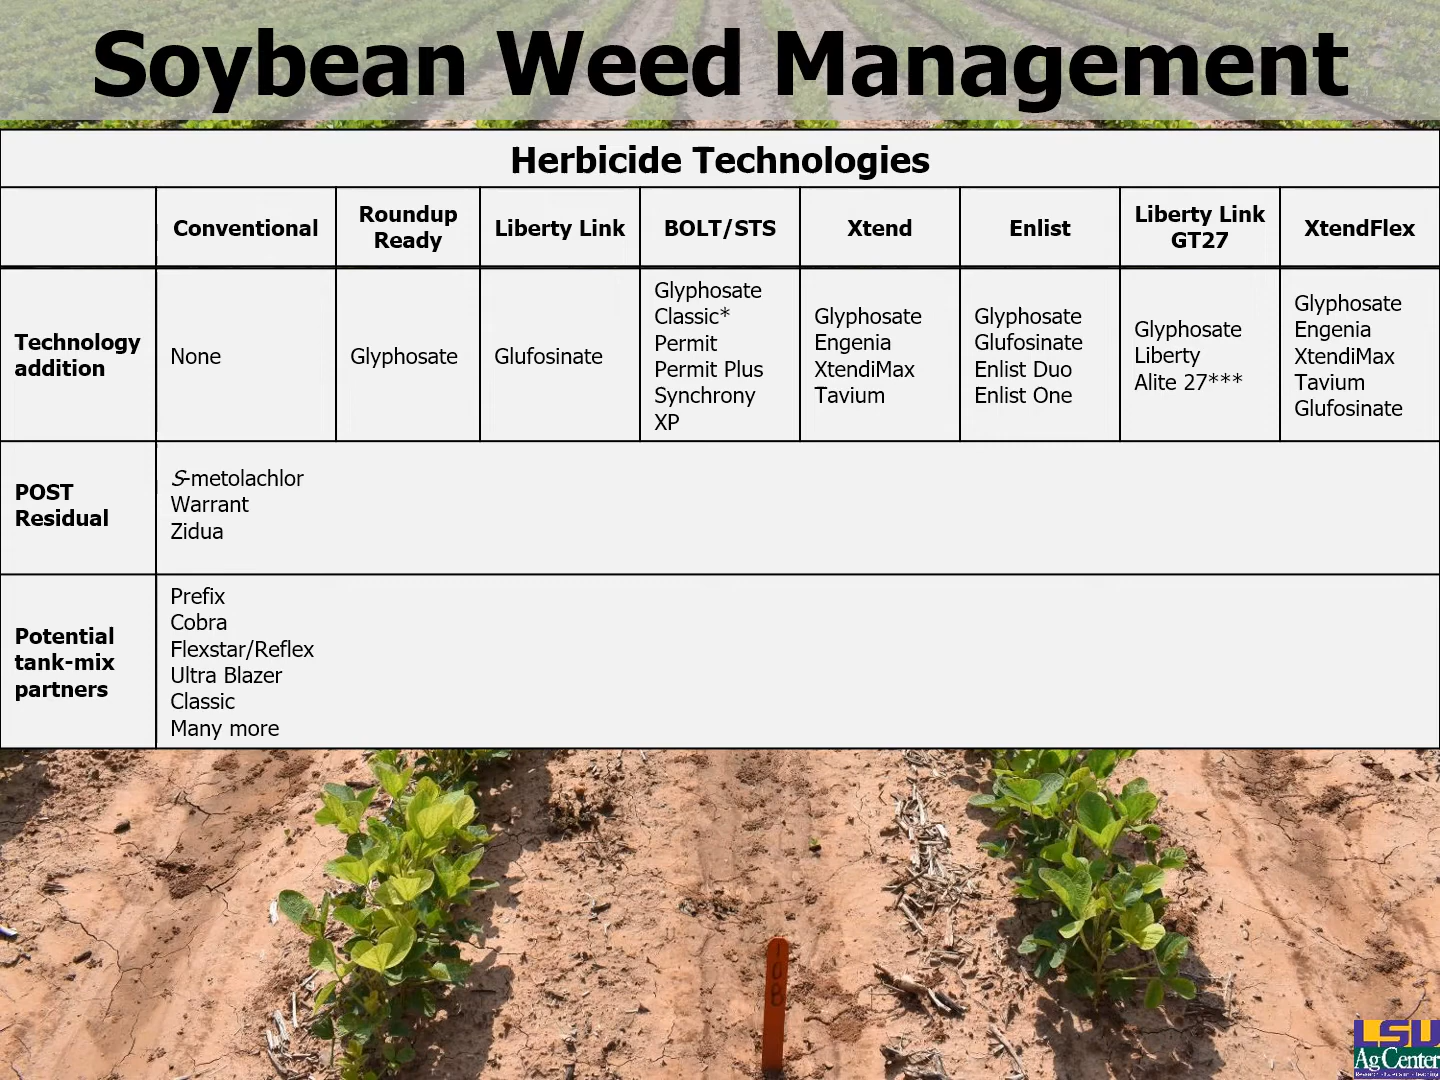 Soybean Weed Management
Herbicide Technologies
Conventional
Roundup
Ready
Liberty Link
BOLT/STS
Xtend
Enlist
Liberty Link
GT27
XtendFlex
Technology
addition
None
Glyphosate
Glufosinate
Glyphosate
Classic*
Permit
Permit Plus
Synchrony
XP
Glyphosate
Engenia
XtendiMax
Tavium
Glyphosate
Glufosinate
Enlist Duo
Enlist One
Glyphosate
Liberty
Alite 27***
Glyphosate
Engenia
XtendiMax
Tavium
Glufosinate
POST
Residual
S-metolachlor
Warrant
Zidua
Potential
tank-mix
partners
Prefix
Cobra
Flexstar/Reflex
Ultra Blazer
Classic
Many more
108
LSU
AgCenter